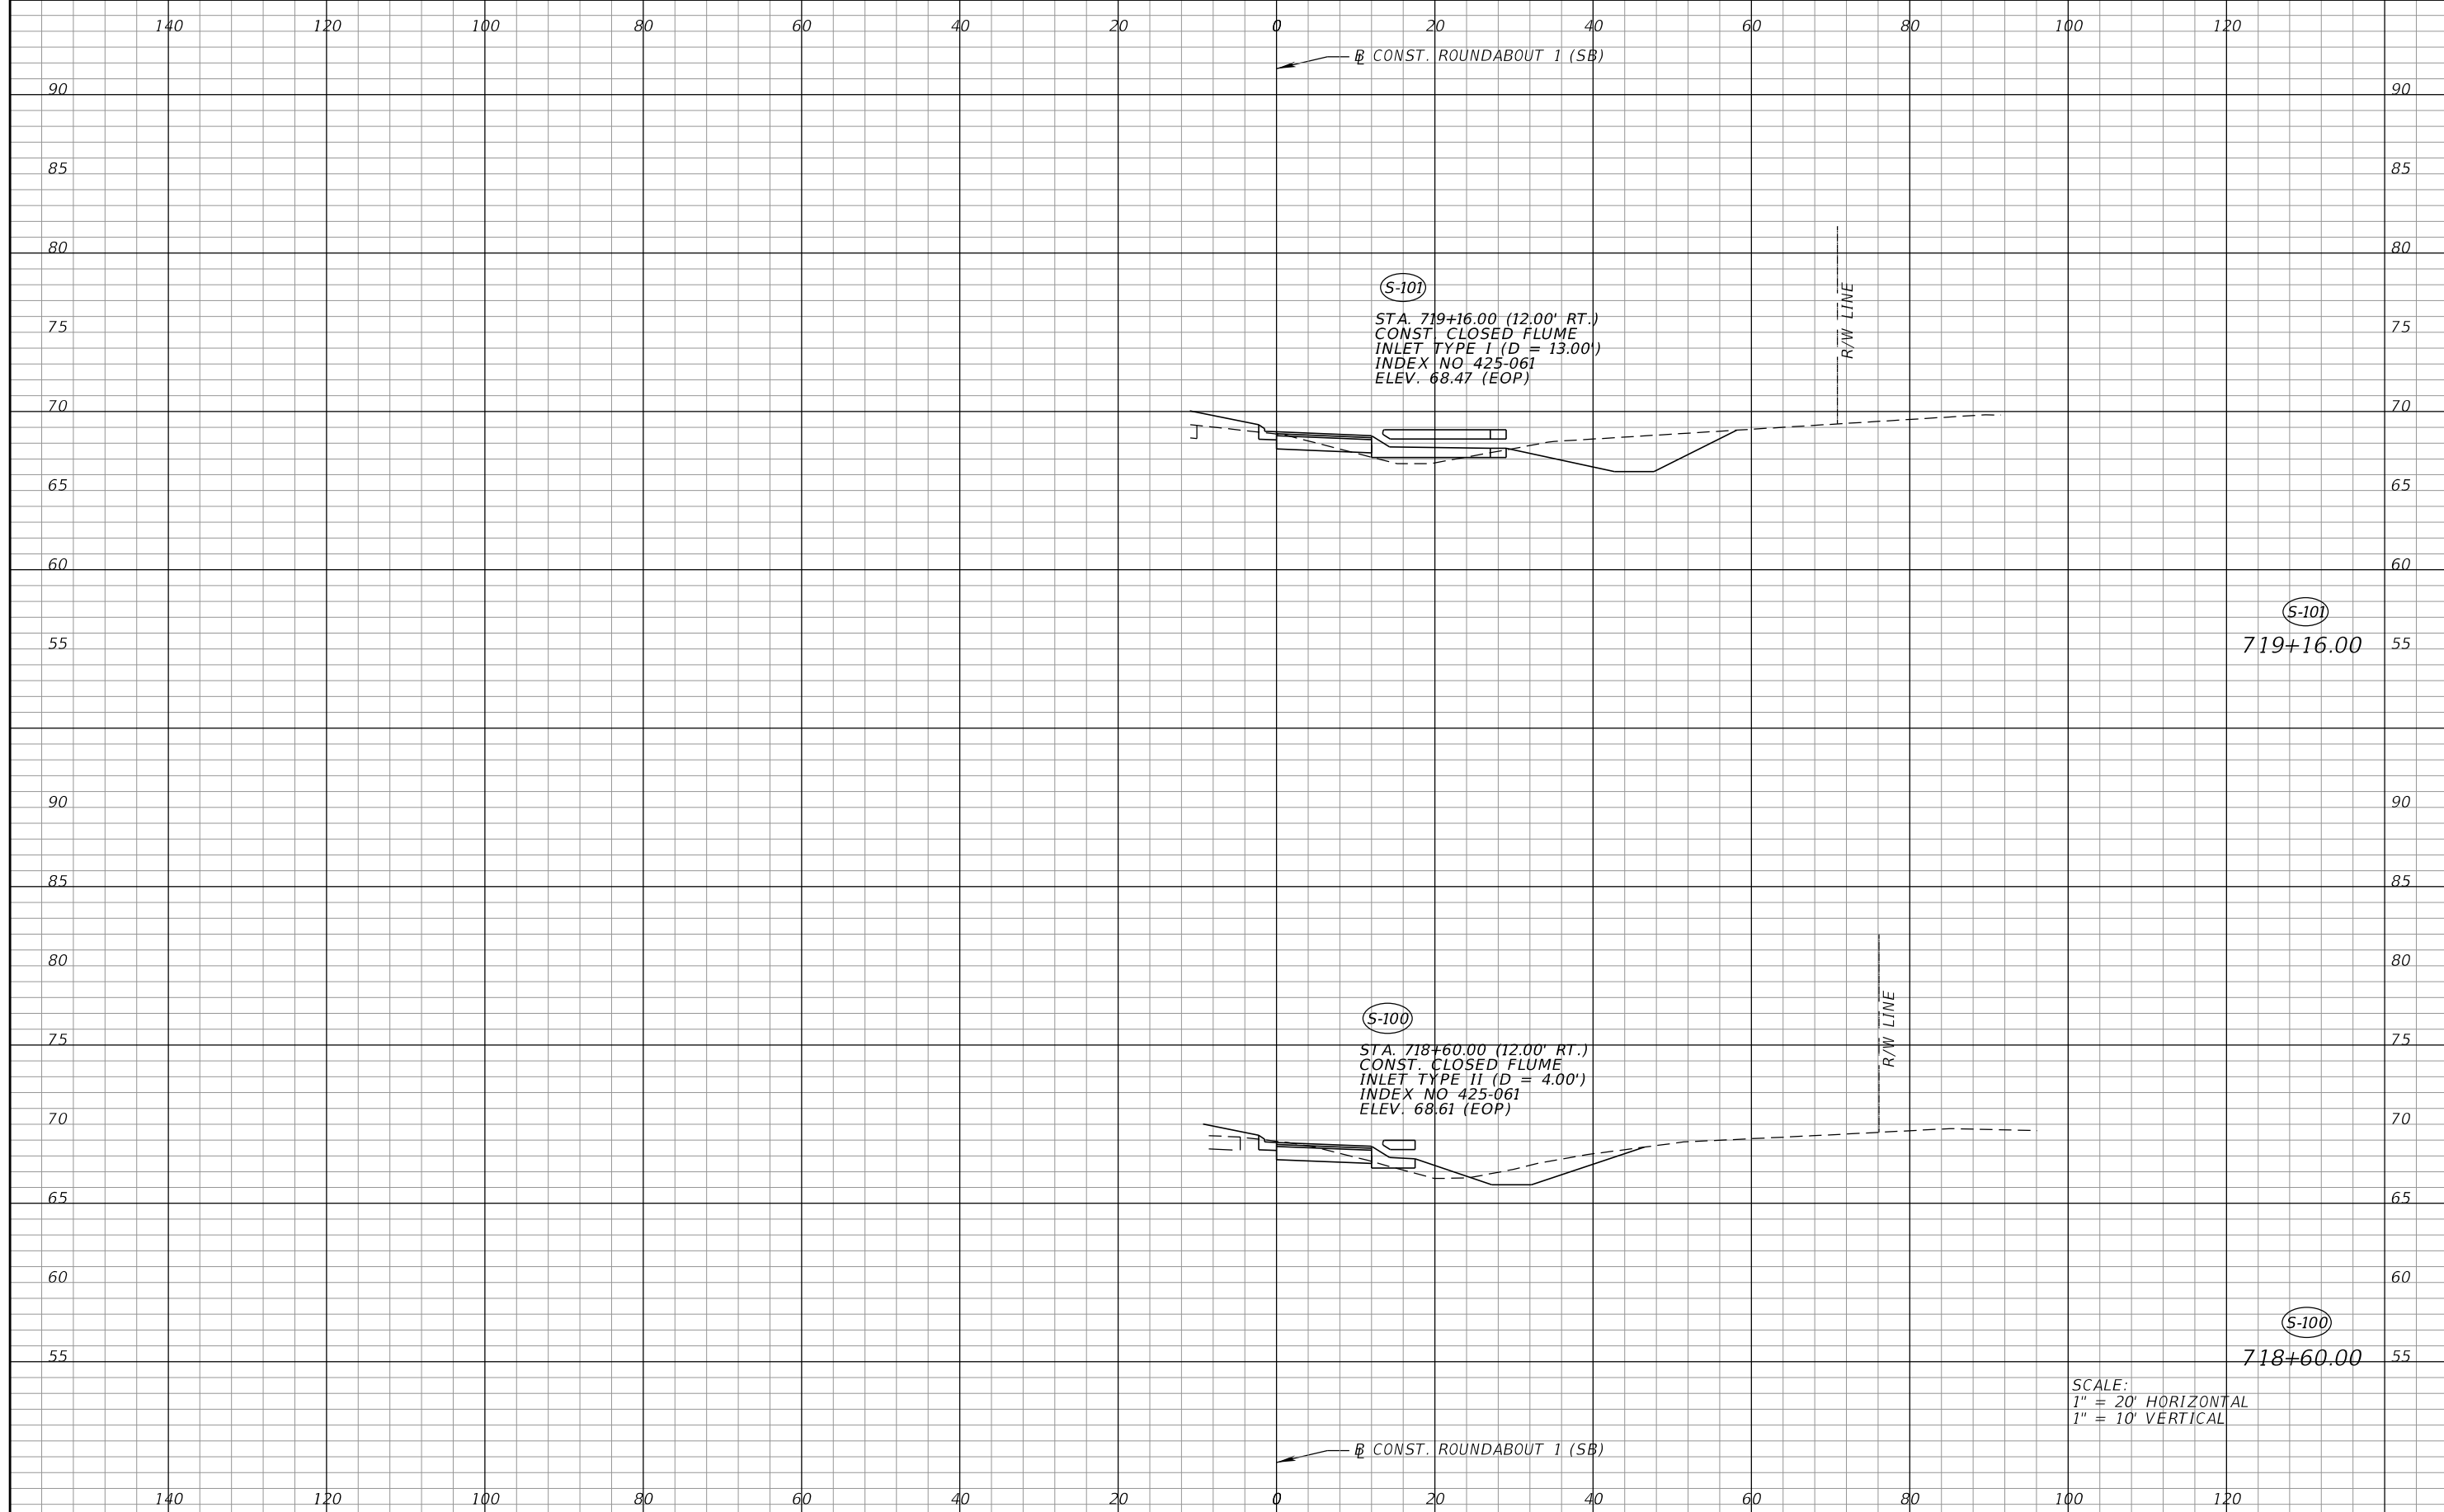 140 120 100 80 60 40 20 0 20 40 60 80 100 120
℄ CONST. ROUNDABOUT 1 (SB)
90 90
85 85
80 80
S-101
STA. 719+16.00 (12.00' RT.)
CONST. CLOSED FLUME
INLET TYPE I (D = 13.00')
INDEX NO 425-061
ELEV. 68.47 (EOP)
R/W LINE
75 75
70 70
65 65
60 60
S-101
719+16.00
55 55
90 90
85 85
80 80
S-100
STA. 718+60.00 (12.00' RT.)
CONST. CLOSED FLUME
INLET TYPE II (D = 4.00')
INDEX NO 425-061
ELEV. 68.61 (EOP)
R/W LINE
75 75
70 70
65 65
60 60
S-100
718+60.00
55 55
SCALE:
1" = 20' HORIZONTAL
1" = 10' VERTICAL
℄ CONST. ROUNDABOUT 1 (SB)
140 120 100 80 60 40 20 0 20 40 60 80 100 120